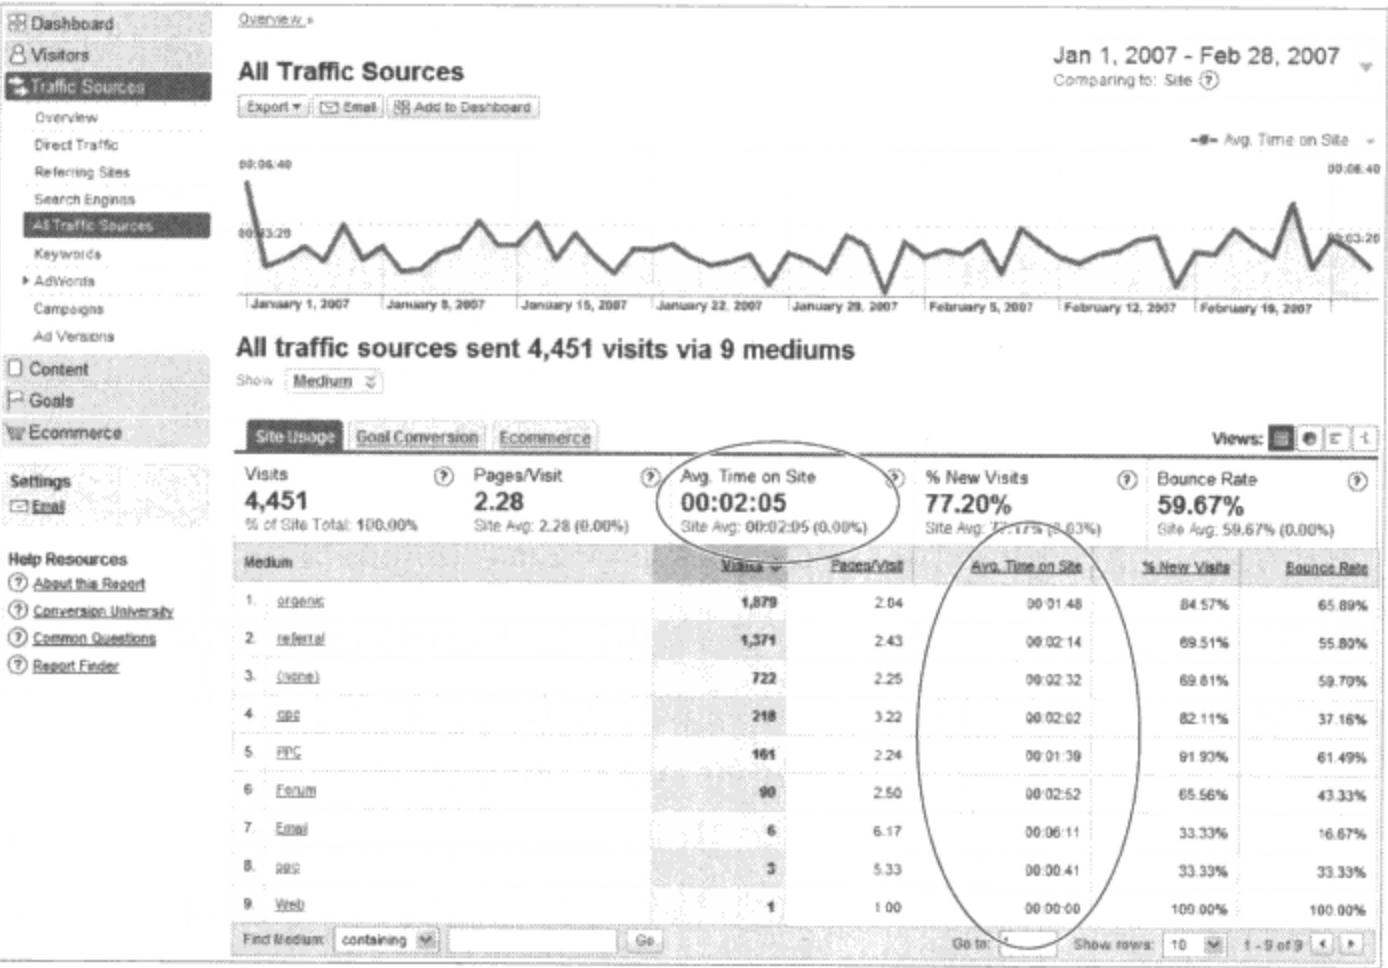 Dashboard
Visitors
Traffic Sources
Overview
Direct Traffic
Referring Sites
Search Engines
All Traffic Sources
Keywords
AdWords
Campaigns
Ad Versions
Content
Goals
Ecommerce
Settings
Email
Help Resources
About this Report
Conversion University
Common Questions
Report Finder
Overview »
All Traffic Sources
Jan 1, 2007 - Feb 28, 2007
Comparing to: Site
Export Email Add to Dashboard
Avg. Time on Site
00:06:40 00:06:40
00:03:20 00:03:20
January 1, 2007 January 8, 2007 January 15, 2007 January 22, 2007 January 29, 2007 February 5, 2007 February 12, 2007 February 19, 2007
All traffic sources sent 4,451 visits via 9 mediums
Show: Medium
Site Usage Goal Conversion Ecommerce Views:
Visits Pages/Visit Avg. Time on Site % New Visits Bounce Rate
4,451 2.28 00:02:05 77.20% 59.67%
% of Site Total: 100.00% Site Avg: 2.28 (0.00%) Site Avg: 00:02:05 (0.00%) Site Avg: 77.17% (0.03%) Site Avg: 59.67% (0.00%)
Medium Visits Pages/Visit Avg. Time on Site % New Visits Bounce Rate
1. organic 1,879 2.04 00:01:48 84.57% 65.89%
2. referral 1,371 2.43 00:02:14 69.51% 55.80%
3. (none) 722 2.25 00:02:32 69.81% 59.70%
4. 218 3.22 00:02:02 82.11% 37.16%
5. PPC 161 2.24 00:01:39 91.93% 61.49%
6. Forum 90 2.50 00:02:52 65.56% 43.33%
7. Email 6 6.17 00:06:11 33.33% 16.67%
8. 3 5.33 00:00:41 33.33% 33.33%
9. Web 1 1.00 00:00:00 100.00% 100.00%
Find Medium: containing Go Go to: Show rows: 10 1 - 9 of 9